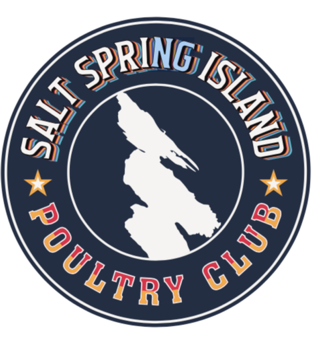 SALT SPRING ISLAND
POULTRY CLUB